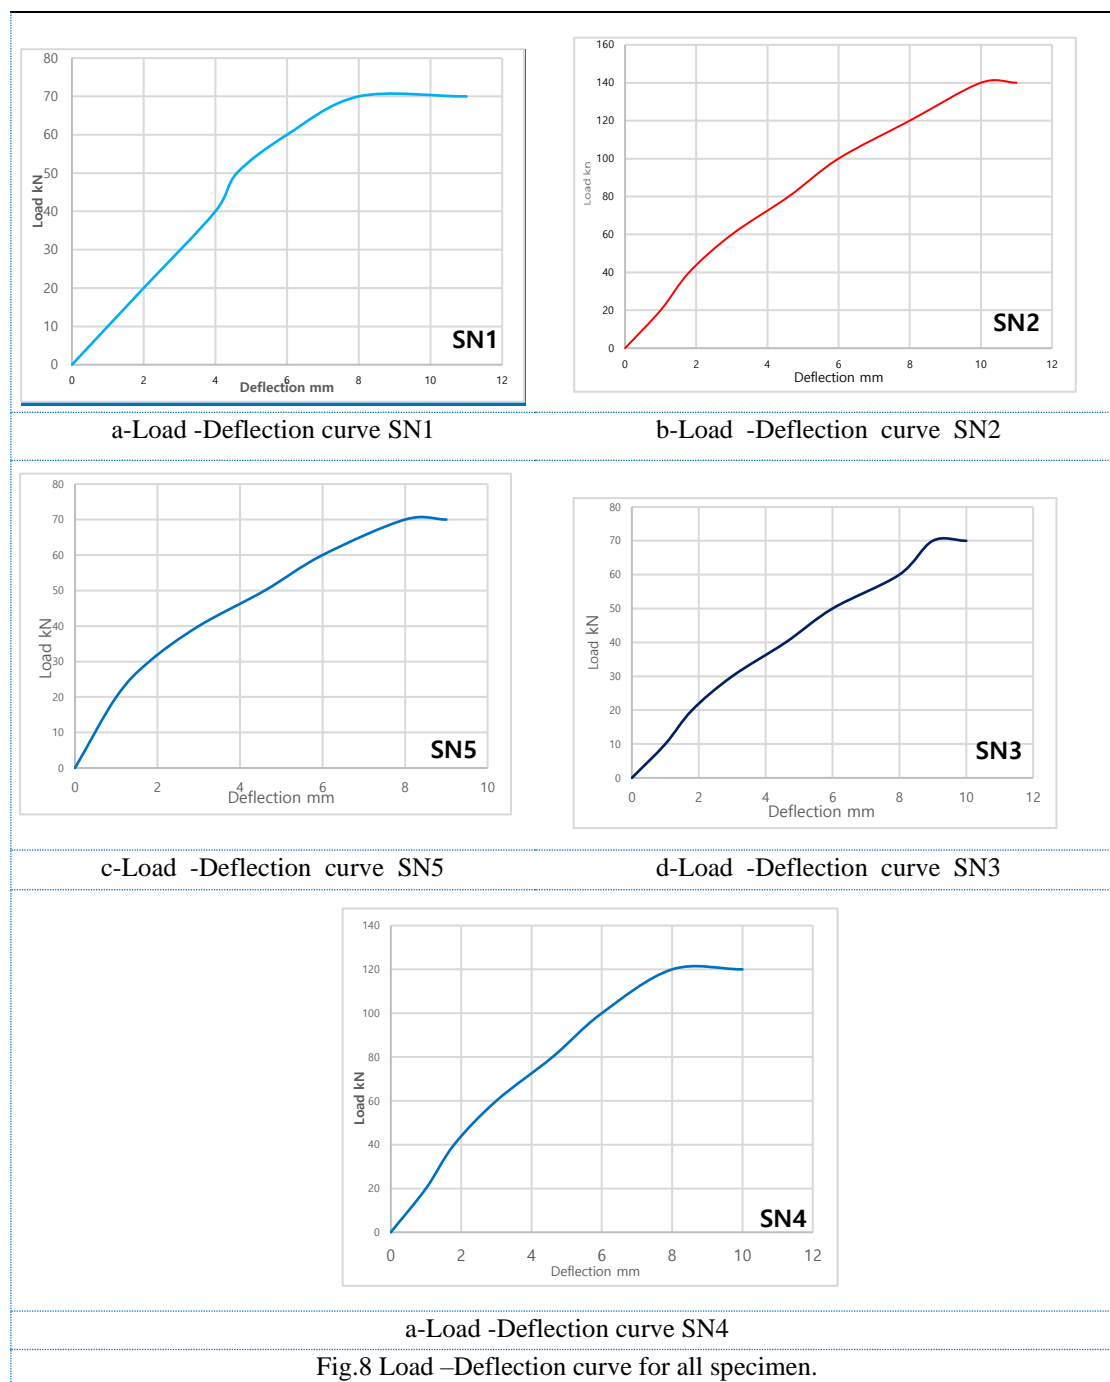 80
70
60
50
40
30
20
10
0
Load kN
0 2 4 6 8 10 12
Deflection mm
SN1
160
140
120
100
80
60
40
20
0
Load kn
0 2 4 6 8 10 12
Deflection mm
SN2
a-Load -Deflection curve SN1
b-Load -Deflection curve SN2
80
70
60
50
40
30
20
10
0
Load kN
0 2 4 6 8 10
Deflection mm
SN5
80
70
60
50
40
30
20
10
0
Load kN
0 2 4 6 8 10 12
Deflection mm
SN3
c-Load -Deflection curve SN5
d-Load -Deflection curve SN3
140
120
100
80
60
40
20
0
Load kN
0 2 4 6 8 10 12
Deflection mm
SN4
a-Load -Deflection curve SN4
Fig.8 Load –Deflection curve for all specimen.